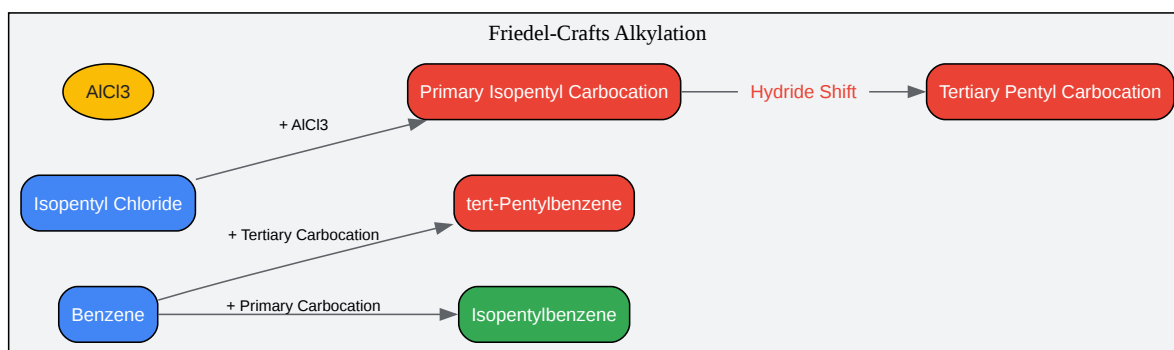 Friedel-Crafts Alkylation
AlCl3
Primary Isopentyl Carbocation
Hydride Shift
Tertiary Pentyl Carbocation
+ AlCl3
Isopentyl Chloride
tert-Pentylbenzene
+ Tertiary Carbocation
Benzene
+ Primary Carbocation
Isopentylbenzene